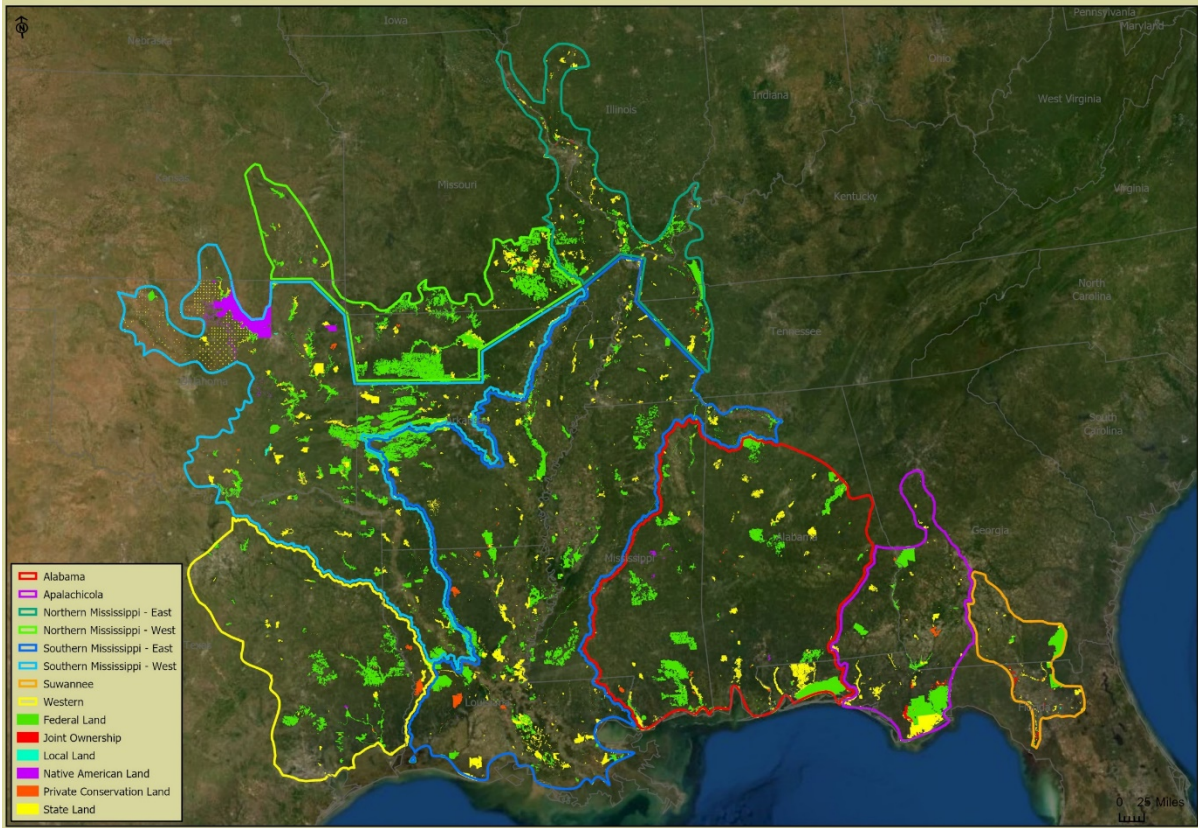 N
Iowa
Pennsylvania
Maryland
Nebraska
Ohio
Illinois
Indiana
West Virginia
Missouri
Kentucky
Virginia
North
Carolina
Tennessee
South
Carolina
Mississippi
Alabama
Georgia
Alabama
Apalachicola
Northern Mississippi - East
Northern Mississippi - West
Southern Mississippi - East
Southern Mississippi - West
Suwannee
Western
Federal Land
Joint Ownership
Local Land
Native American Land
Private Conservation Land
State Land
0 25 Miles